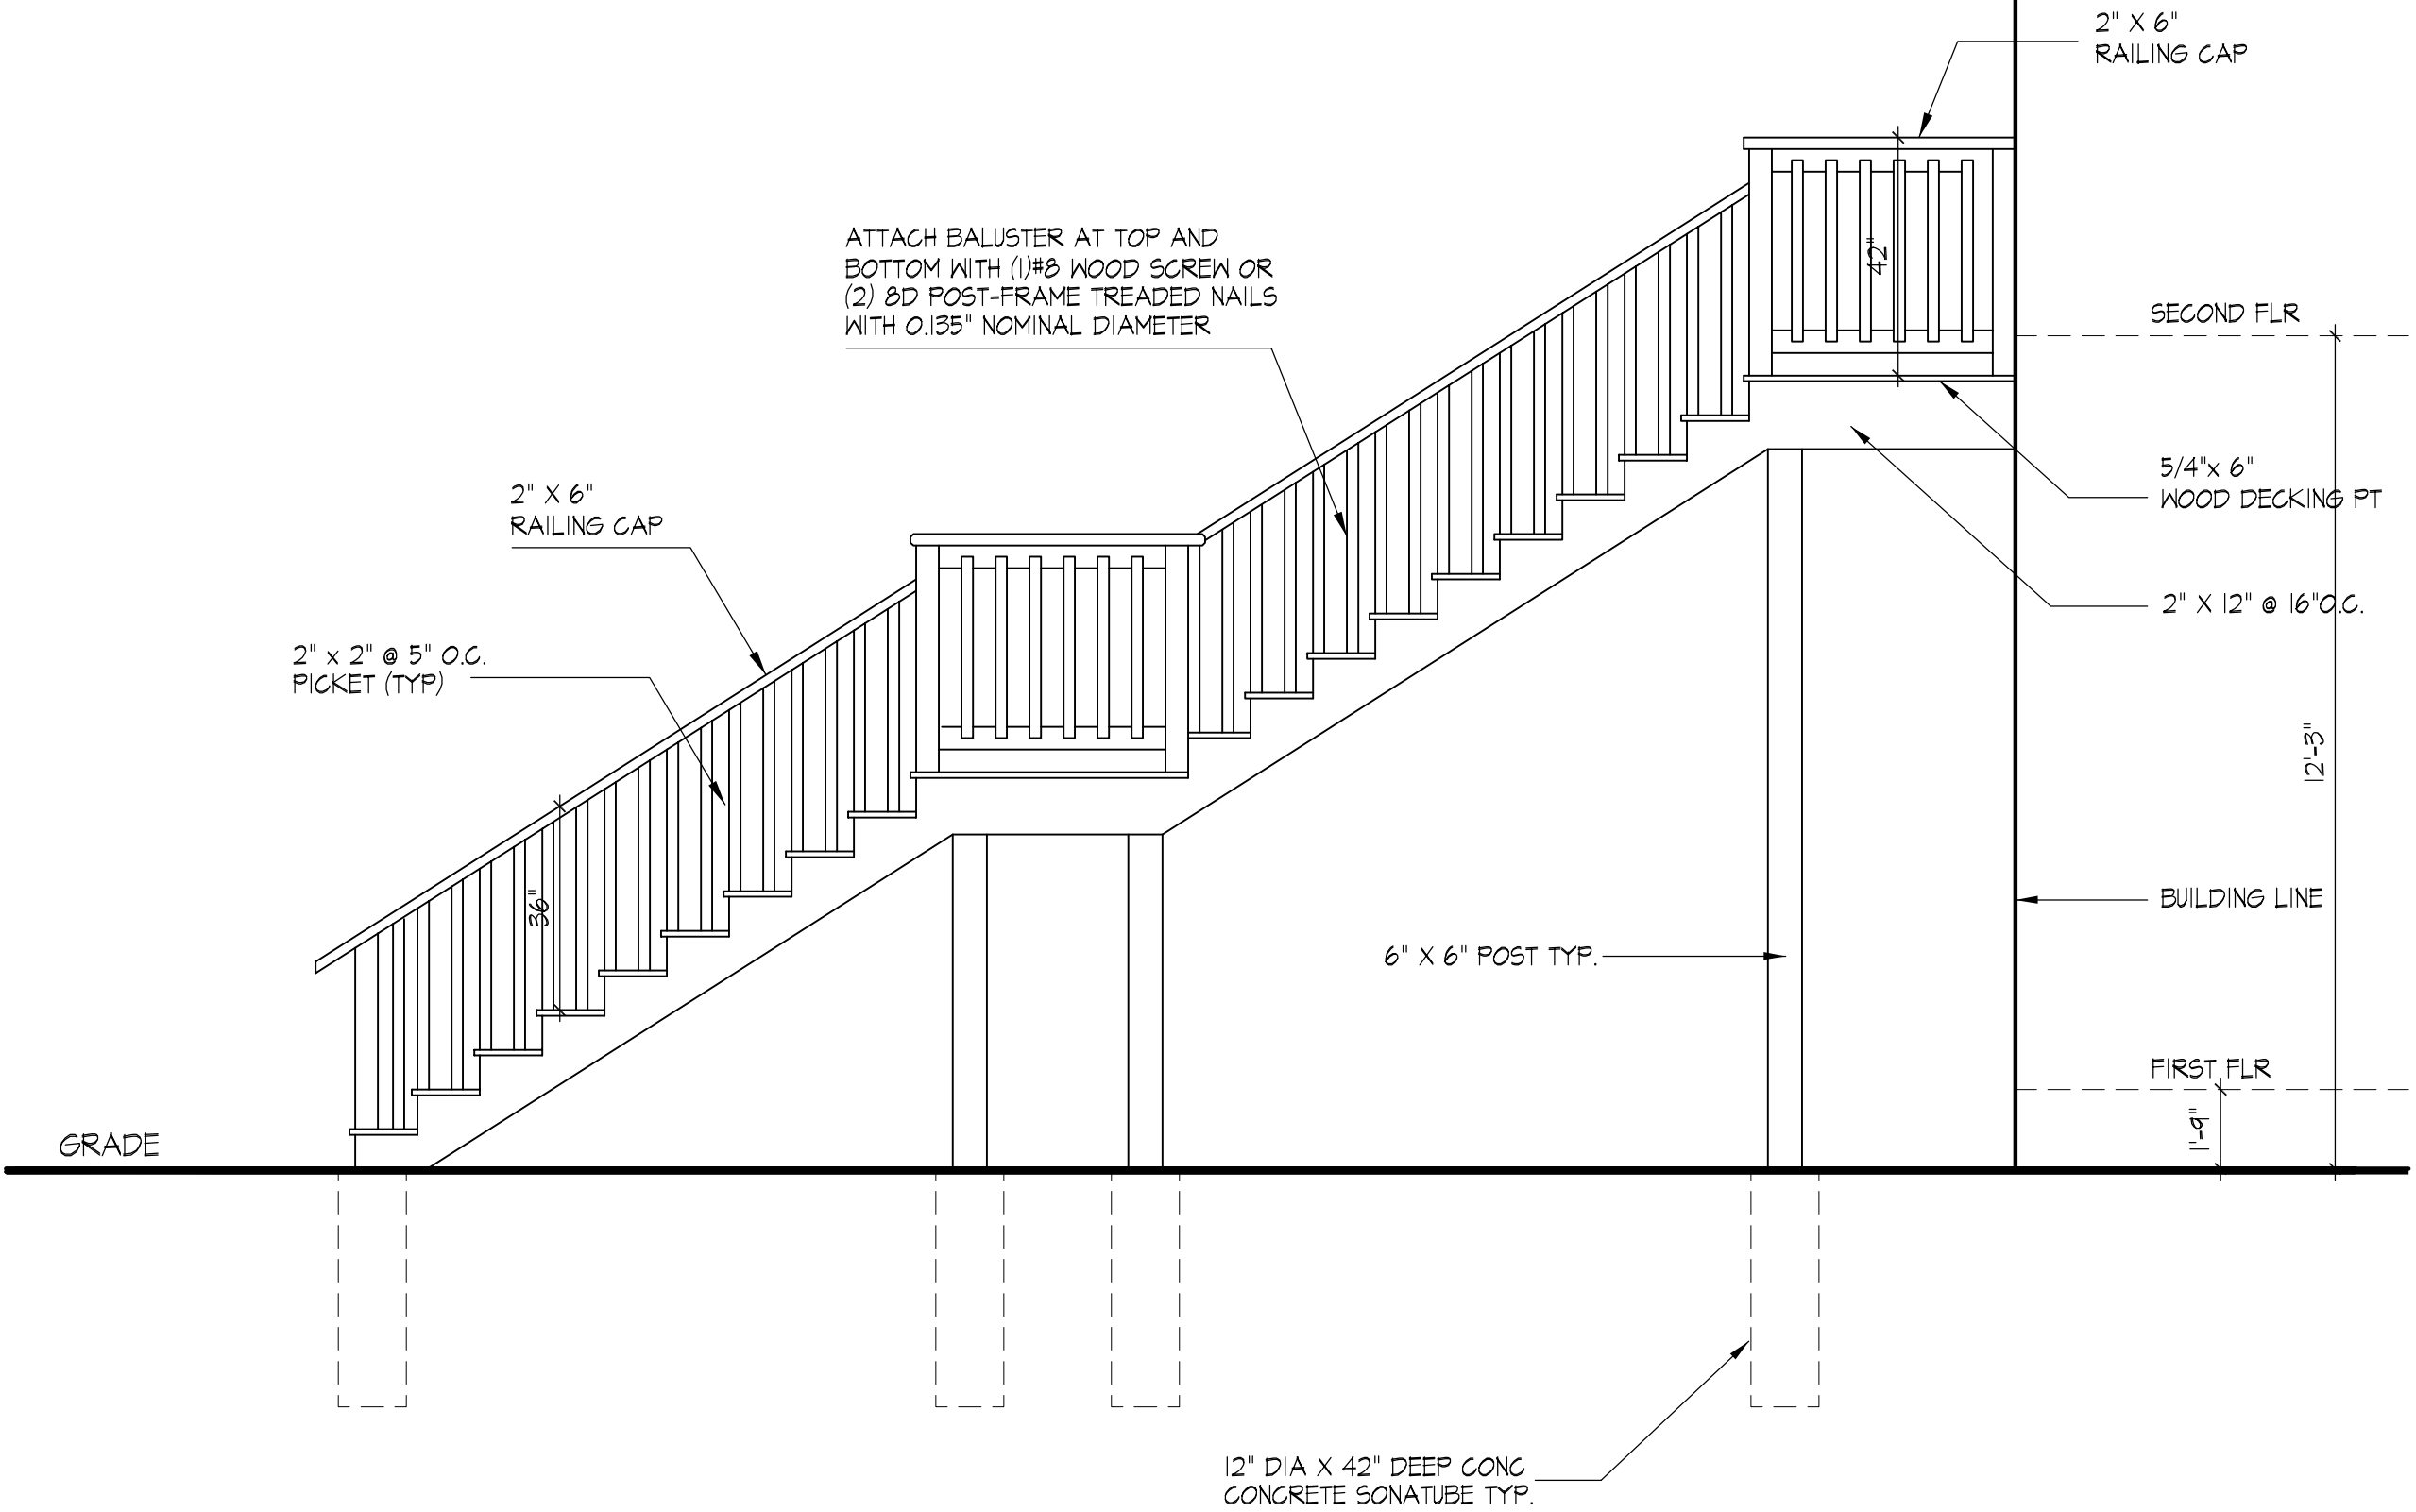 2" X 6"
RAILING CAP
ATTACH BALUSTER AT TOP AND
BOTTOM WITH (1)#8 WOOD SCREW OR
(2) 8D POST-FRAME TREADED NAILS
WITH 0.135" NOMINAL DIAMETER
42"
SECOND FLR
5/4"x 6"
WOOD DECKING PT
2" X 6"
RAILING CAP
2" X 12" @ 16"O.C.
2" x 2" @ 5" O.C.
PICKET (TYP)
12'-3"
36"
BUILDING LINE
6" X 6" POST TYP.
FIRST FLR
1'-9"
GRADE
12" DIA X 42" DEEP CONC
CONCRETE SONATUBE TYP.